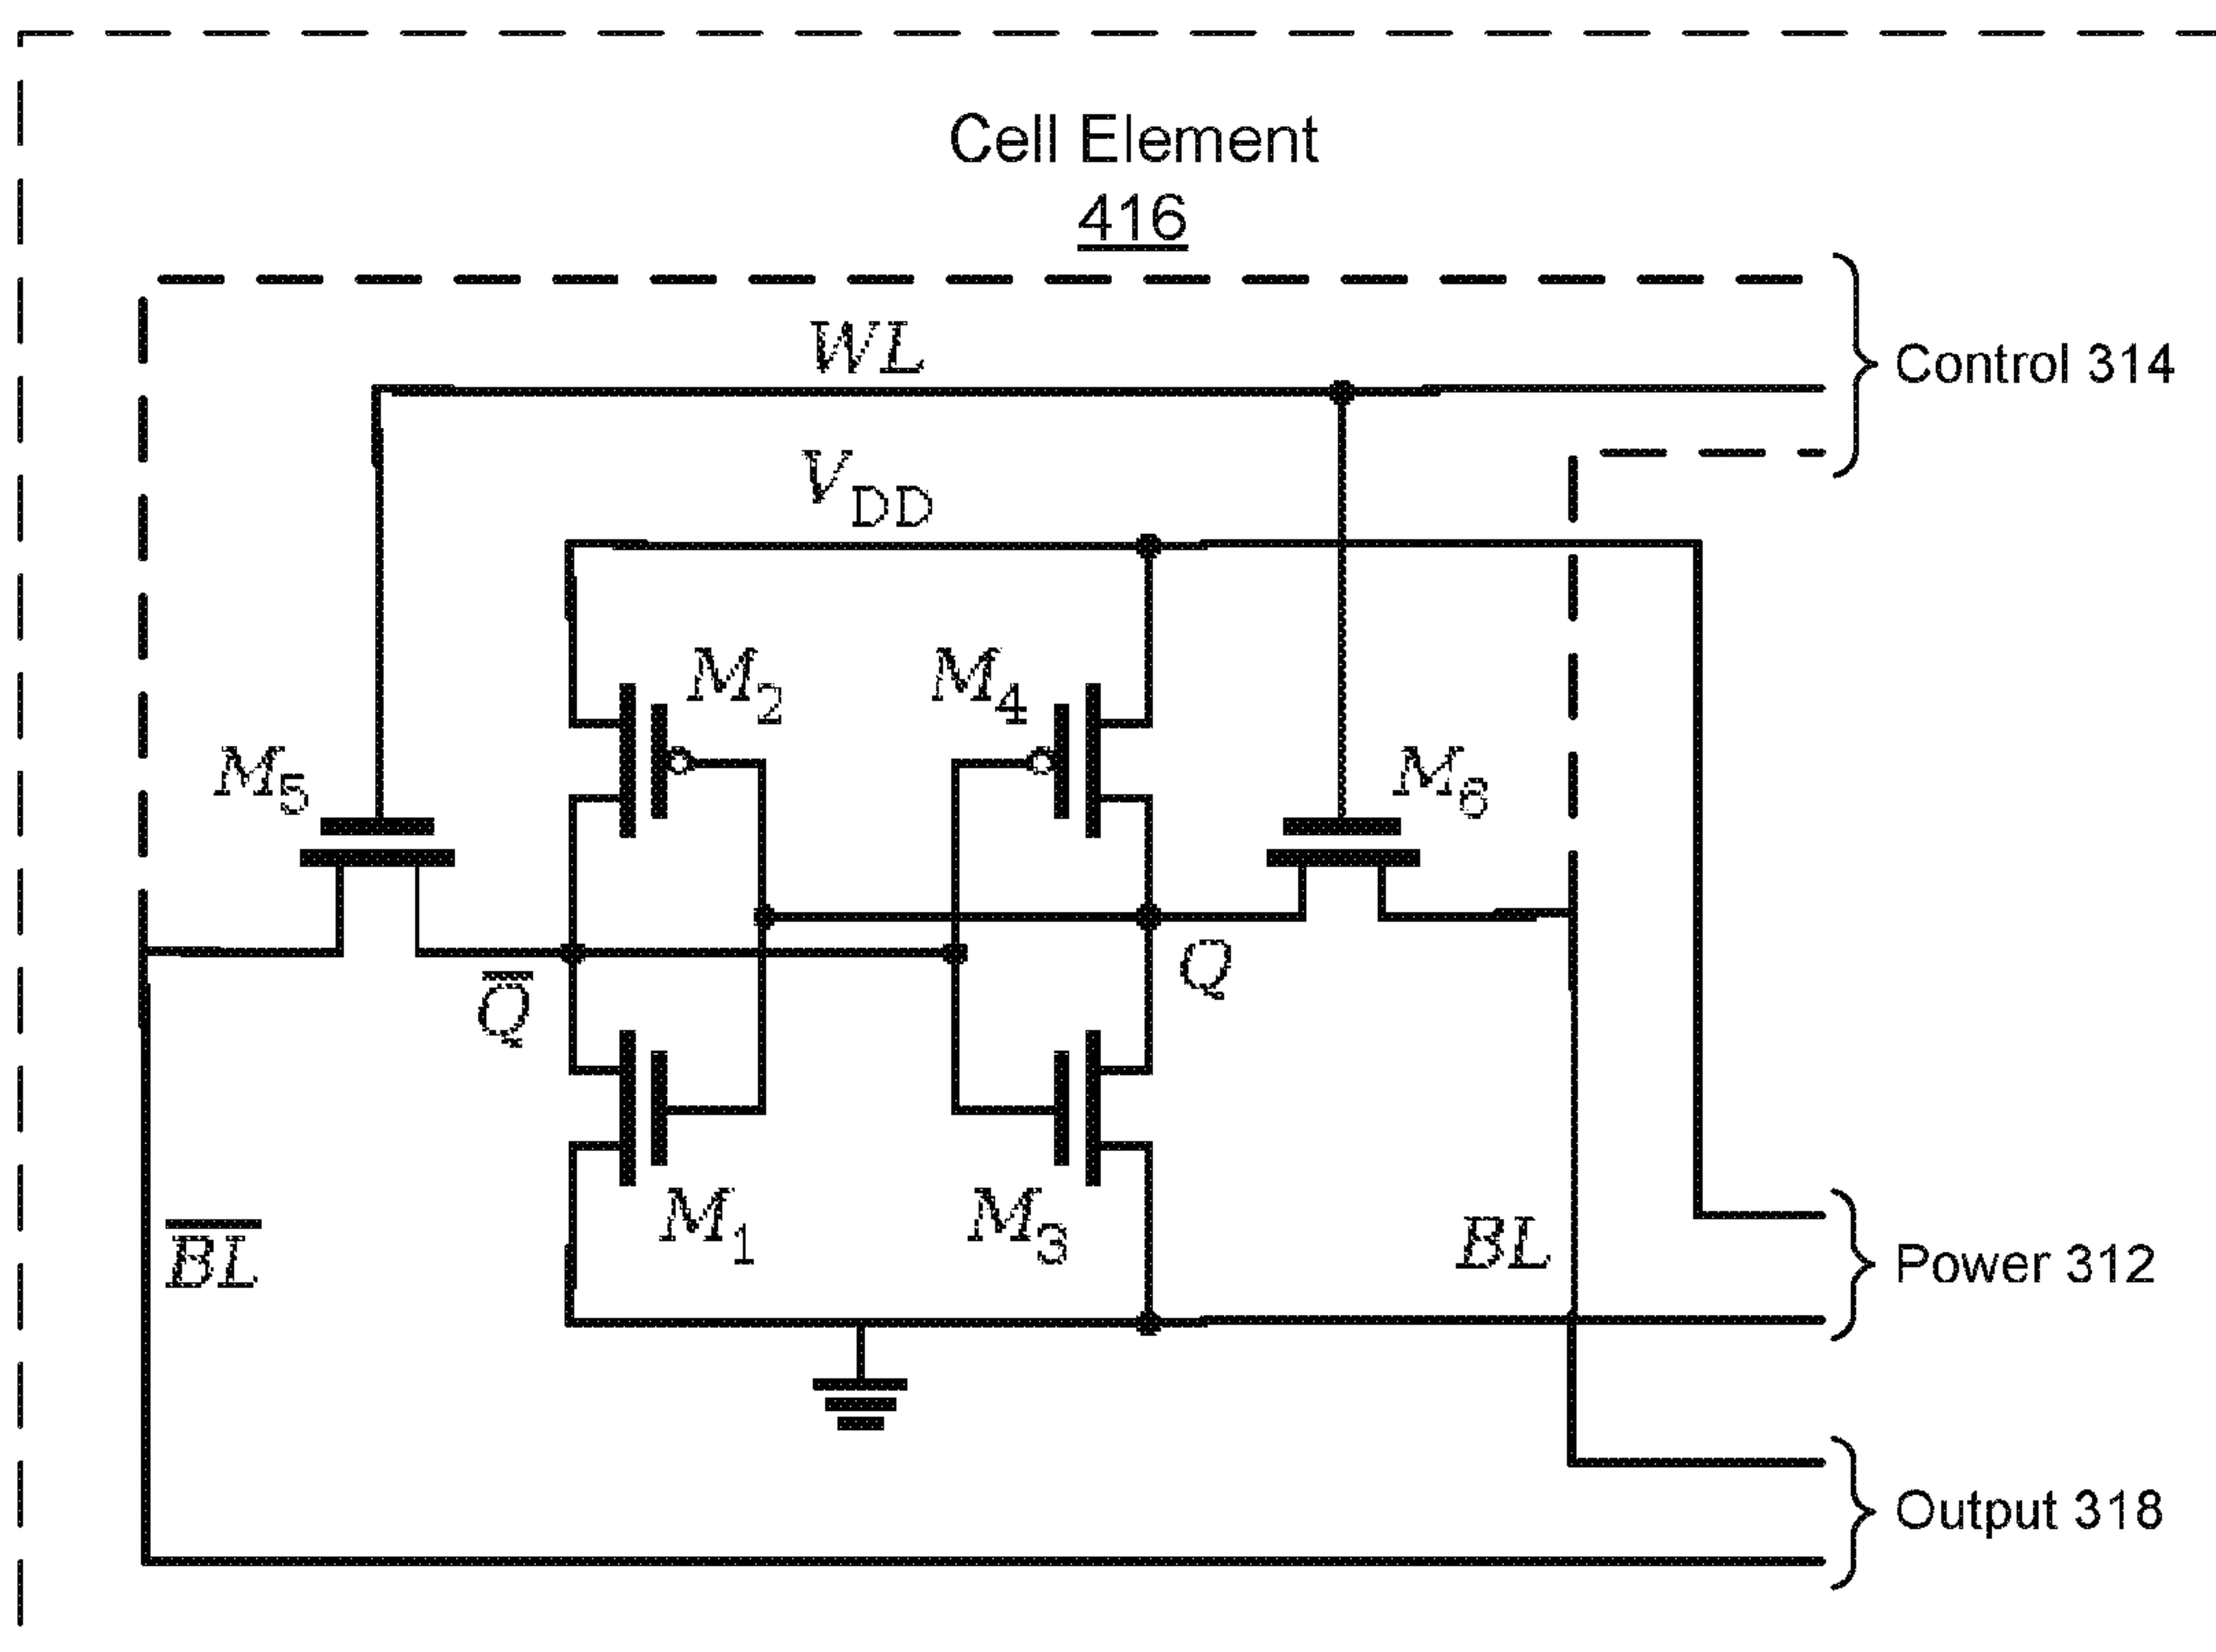 Cell Element
416
WL
Control 314
V_DD
M_2
M_4
M_5
M_6
Q̅
Q
M_1
M_3
B̅L̅
BL
Power 312
Output 318